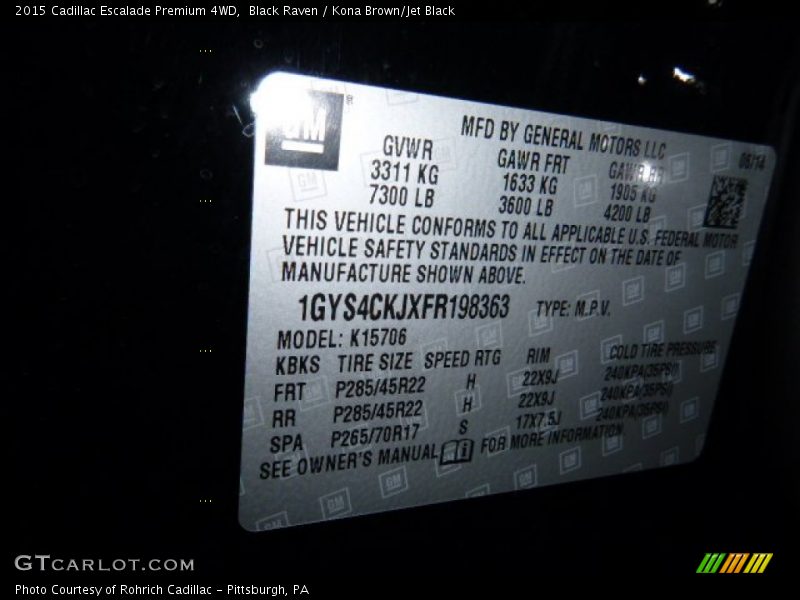 2015 Cadillac Escalade Premium 4WD,  Black Raven / Kona Brown/Jet Black
GM
®
MFD BY GENERAL MOTORS LLC
06/14
GVWR GAWR FRT GAWR RR
3311 KG 1633 KG 1905 KG
7300 LB 3600 LB 4200 LB
THIS VEHICLE CONFORMS TO ALL APPLICABLE U.S. FEDERAL MOTOR
VEHICLE SAFETY STANDARDS IN EFFECT ON THE DATE OF
MANUFACTURE SHOWN ABOVE.
1GYS4CKJXFR198363 TYPE: M.P.V.
MODEL: K15706
KBKS TIRE SIZE SPEED RTG RIM COLD TIRE PRESSURE
FRT P285/45R22 H 22X9J 240KPA(35PSI)
RR P285/45R22 H 22X9J 240KPA(35PSI)
SPA P265/70R17 S 17X7.5J 240KPA(35PSI)
SEE OWNER'S MANUAL FOR MORE INFORMATION
GTCARLOT.COM
Photo Courtesy of Rohrich Cadillac - Pittsburgh, PA